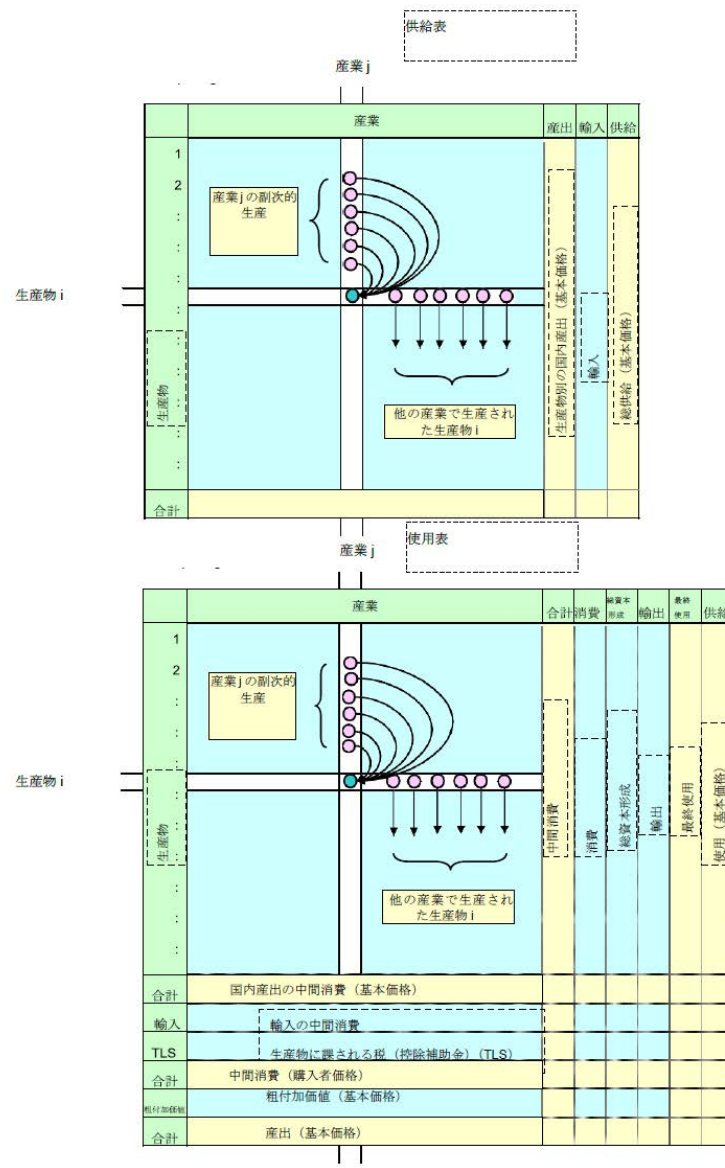 供給表
産業 j
産業
産出 輸入 供給
1
2
:
:
:
:
:
:
:
:
:
産業 j の副次的
生産
生産物 i
生産物
他の産業で生産され
た生産物 i
生産物別の国内産出（基本価格）
輸入
総供給（基本価格）
合計
使用表
産業 j
産業
合計 消費 総資本形成 輸出 最終使用 供給
1
2
:
:
:
:
:
:
:
:
:
産業 j の副次的
生産
生産物 i
生産物
他の産業で生産され
た生産物 i
中間消費
消費
総資本形成
輸出
最終使用
使用（基本価格）
合計 国内産出の中間消費（基本価格）
輸入 輸入の中間消費
TLS 生産物に課される税（控除補助金）(TLS)
合計 中間消費（購入者価格）
粗付加価値 粗付加価値（基本価格）
合計 産出（基本価格）